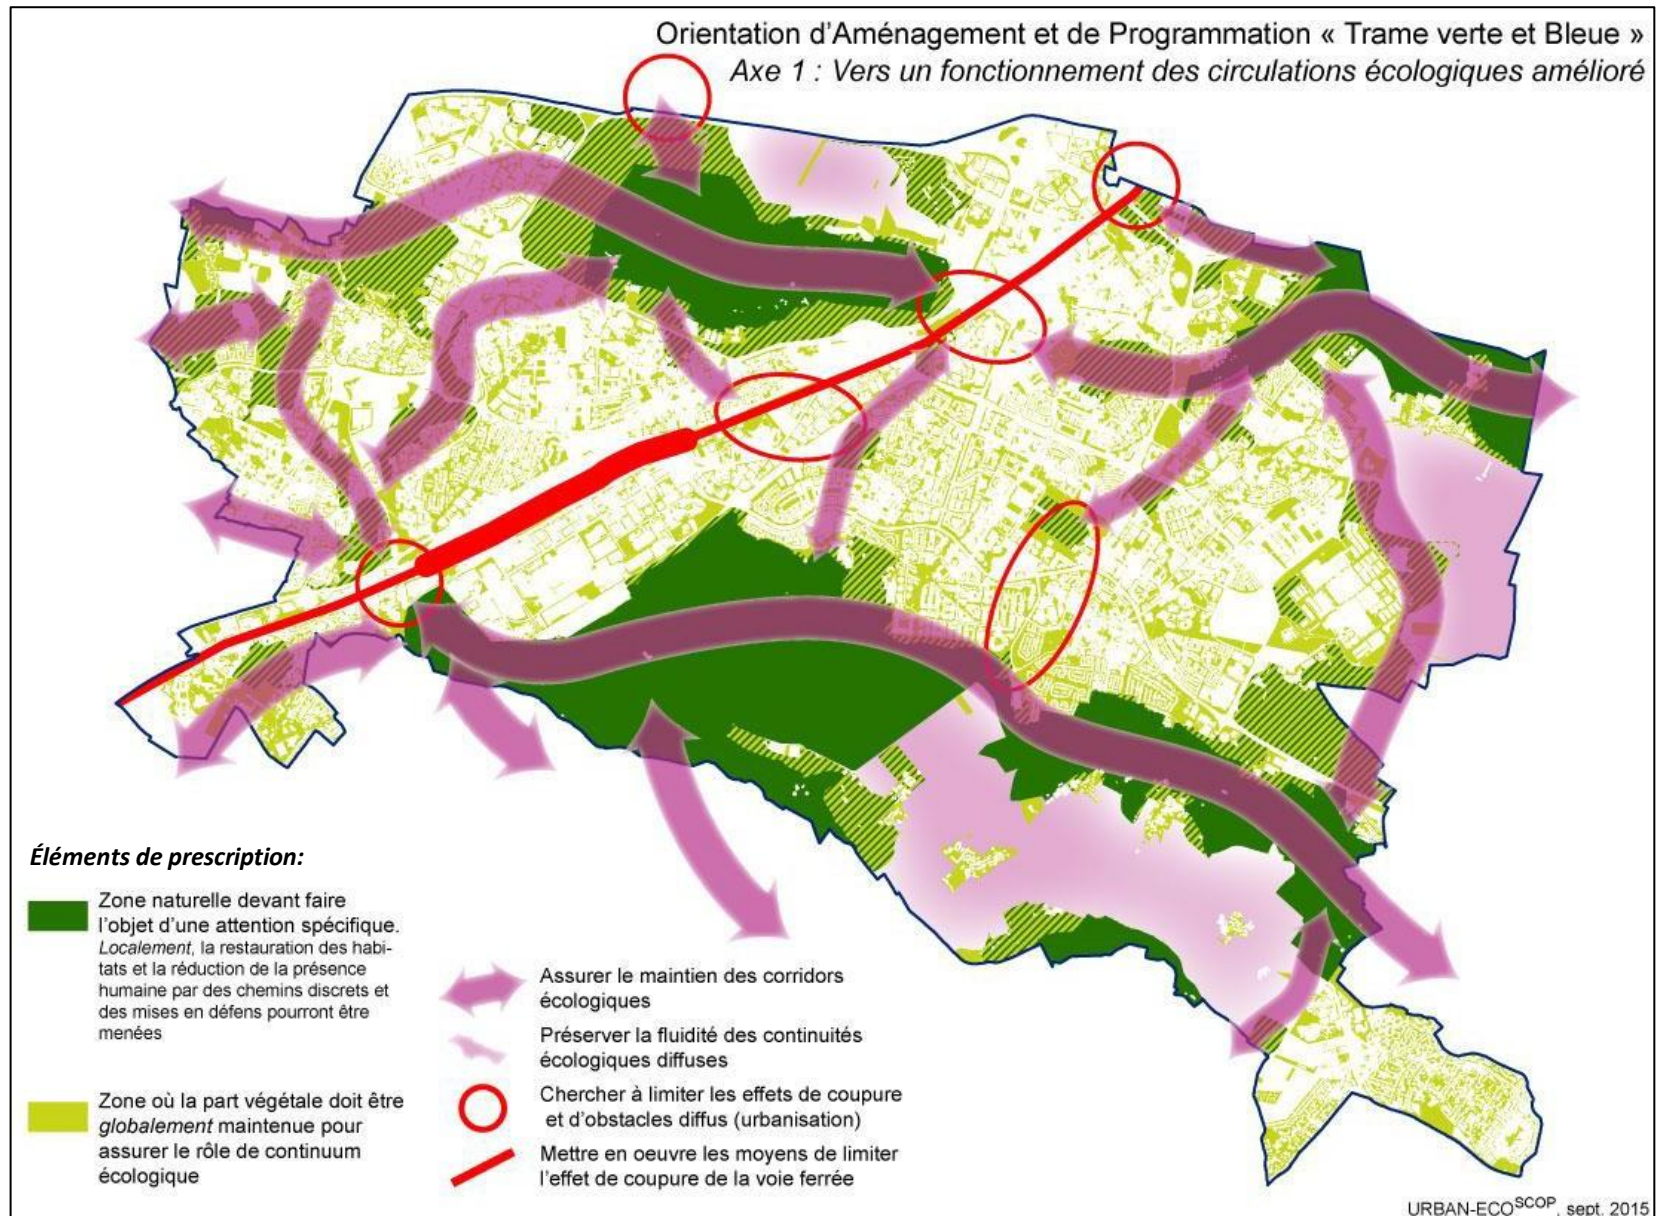 Orientation d'Aménagement et de Programmation « Trame verte et Bleue »
Axe 1 : Vers un fonctionnement des circulations écologiques amélioré
Éléments de prescription:
Zone naturelle devant faire
l'objet d'une attention spécifique.
Localement, la restauration des habi-
tats et la réduction de la présence
humaine par des chemins discrets et
des mises en défens pourront être
menées
Zone où la part végétale doit être
globalement maintenue pour
assurer le rôle de continuum
écologique
Assurer le maintien des corridors
écologiques
Préserver la fluidité des continuités
écologiques diffuses
Chercher à limiter les effets de coupure
et d'obstacles diffus (urbanisation)
Mettre en oeuvre les moyens de limiter
l'effet de coupure de la voie ferrée
URBAN-ECOSCOP, sept. 2015